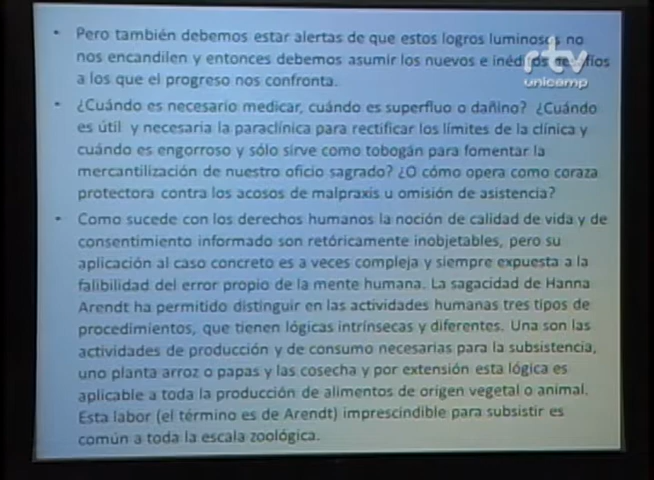 • Pero también debemos estar alertas de que estos logros luminosos no
nos encandilen y entonces debemos asumir los nuevos e inéditos desafíos
a los que el progreso nos confronta.
• ¿Cuándo es necesario medicar, cuándo es superfluo o dañino? ¿Cuándo
es útil y necesaria la paraclínica para rectificar los límites de la clínica y
cuándo es engorroso y sólo sirve como tobogán para fomentar la
mercantilización de nuestro oficio sagrado? ¿O cómo opera como coraza
protectora contra los acosos de malpraxis u omisión de asistencia?
• Como sucede con los derechos humanos la noción de calidad de vida y de
consentimiento informado son retóricamente inobjetables, pero su
aplicación al caso concreto es a veces compleja y siempre expuesta a la
falibilidad del error propio de la mente humana. La sagacidad de Hanna
Arendt ha permitido distinguir en las actividades humanas tres tipos de
procedimientos, que tienen lógicas intrínsecas y diferentes. Una son las
actividades de producción y de consumo necesarias para la subsistencia,
uno planta arroz o papas y las cosecha y por extensión esta lógica es
aplicable a toda la producción de alimentos de origen vegetal o animal.
Esta labor (el término es de Arendt) imprescindible para subsistir es
común a toda la escala zoológica.
rtv
unicamp